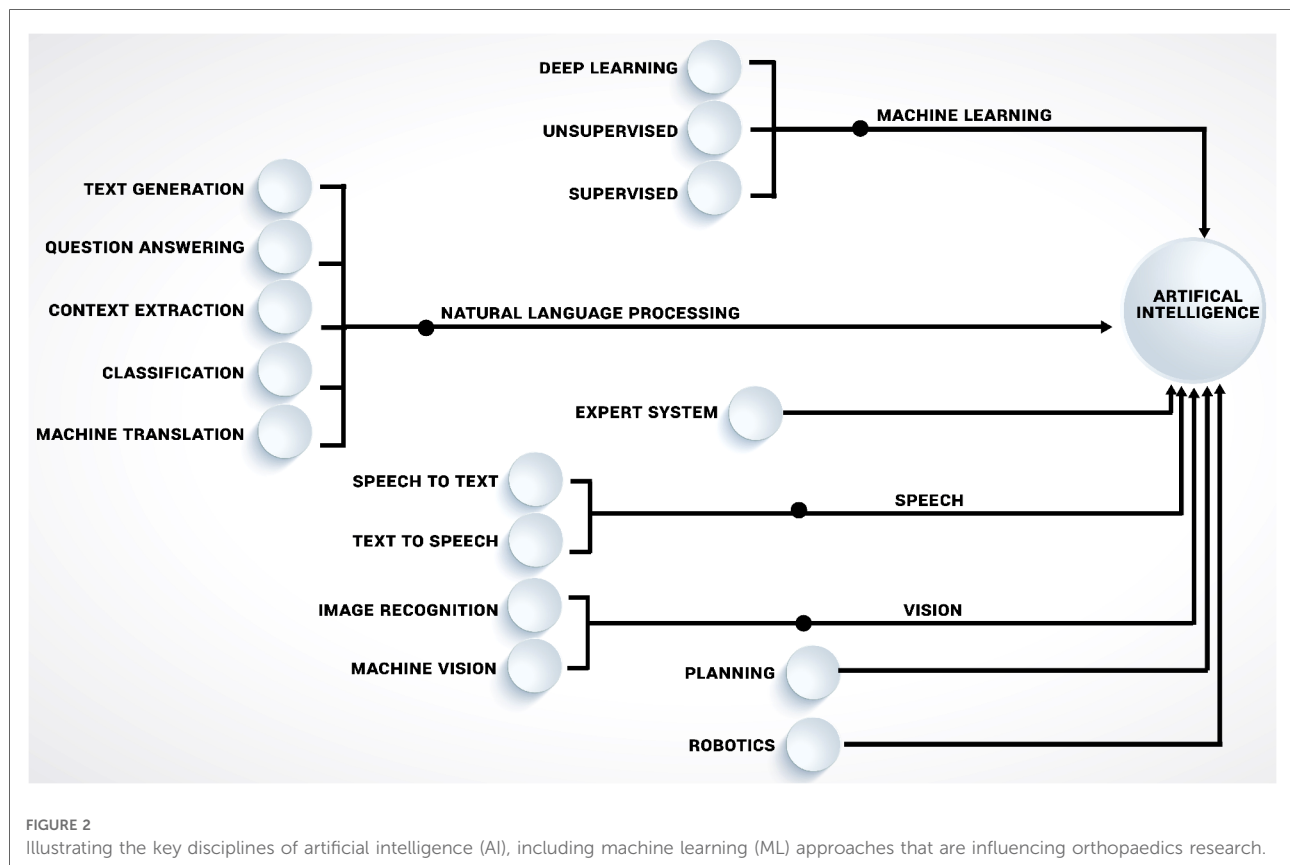 DEEP LEARNING
UNSUPERVISED
SUPERVISED
MACHINE LEARNING
TEXT GENERATION
QUESTION ANSWERING
CONTEXT EXTRACTION
CLASSIFICATION
MACHINE TRANSLATION
NATURAL LANGUAGE PROCESSING
ARTIFICAL
INTELLIGENCE
EXPERT SYSTEM
SPEECH TO TEXT
TEXT TO SPEECH
SPEECH
IMAGE RECOGNITION
MACHINE VISION
VISION
PLANNING
ROBOTICS
FIGURE 2
Illustrating the key disciplines of artificial intelligence (AI), including machine learning (ML) approaches that are influencing orthopaedics research.